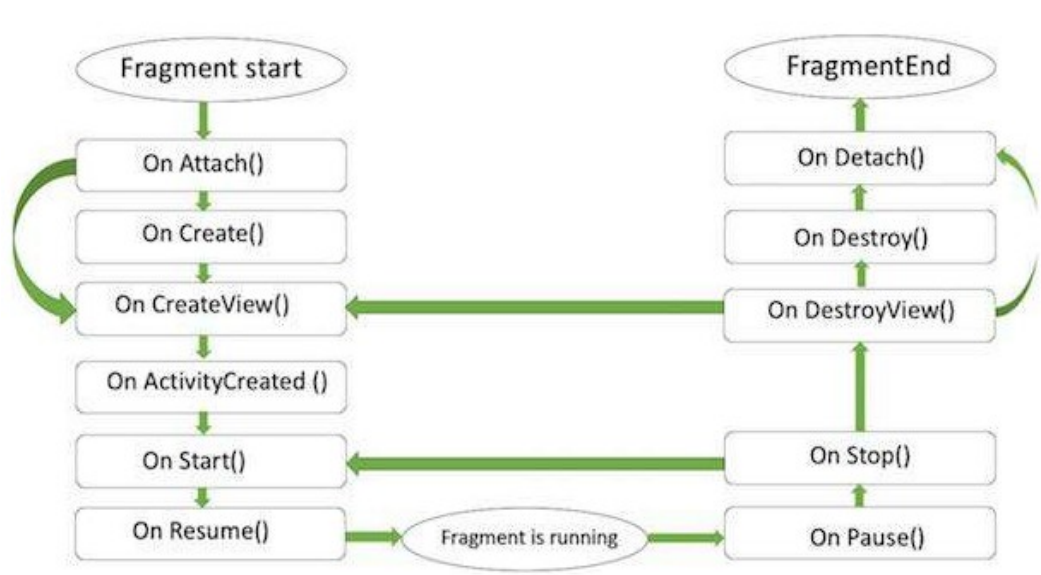 Fragment start
On Attach()
On Create()
On CreateView()
On ActivityCreated ()
On Start()
On Resume()
Fragment is running
On Pause()
On Stop()
On DestroyView()
On Destroy()
On Detach()
FragmentEnd